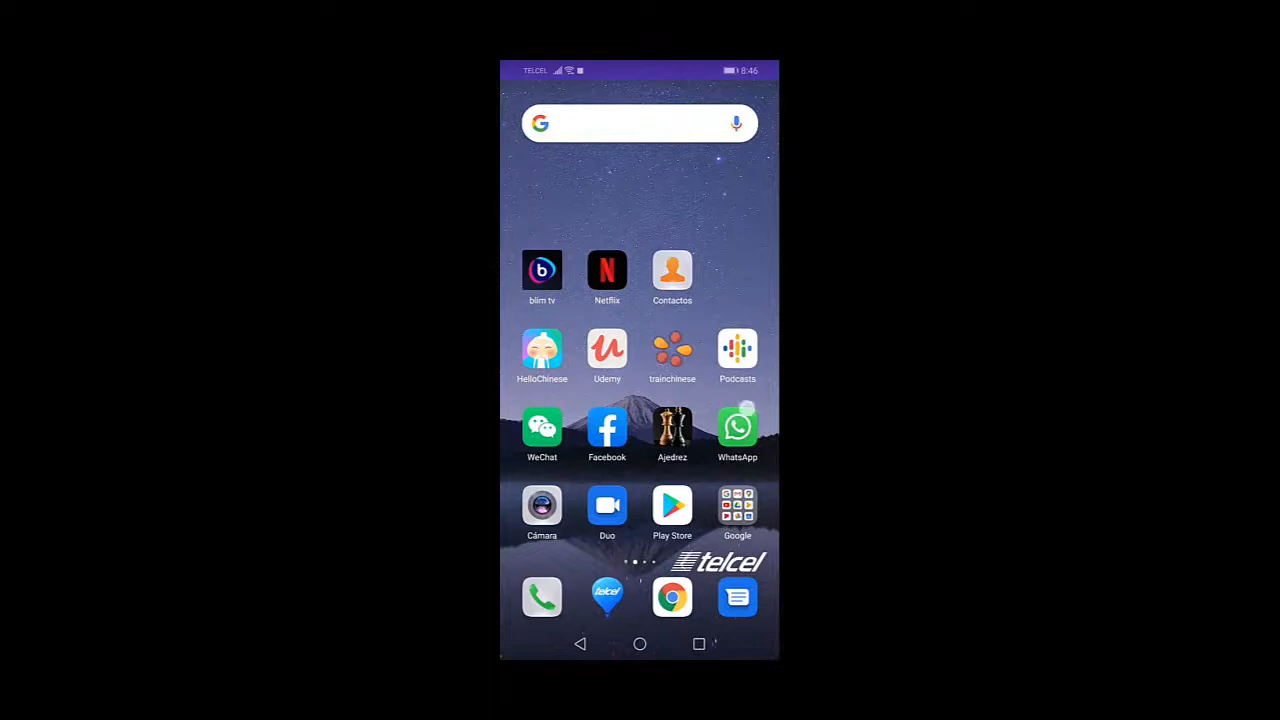 TELCEL 8:46
blim tv Netflix Contactos
HelloChinese Udemy trainchinese Podcasts
WeChat Facebook Ajedrez WhatsApp
Cámara Duo Play Store Google
telcel
telcel